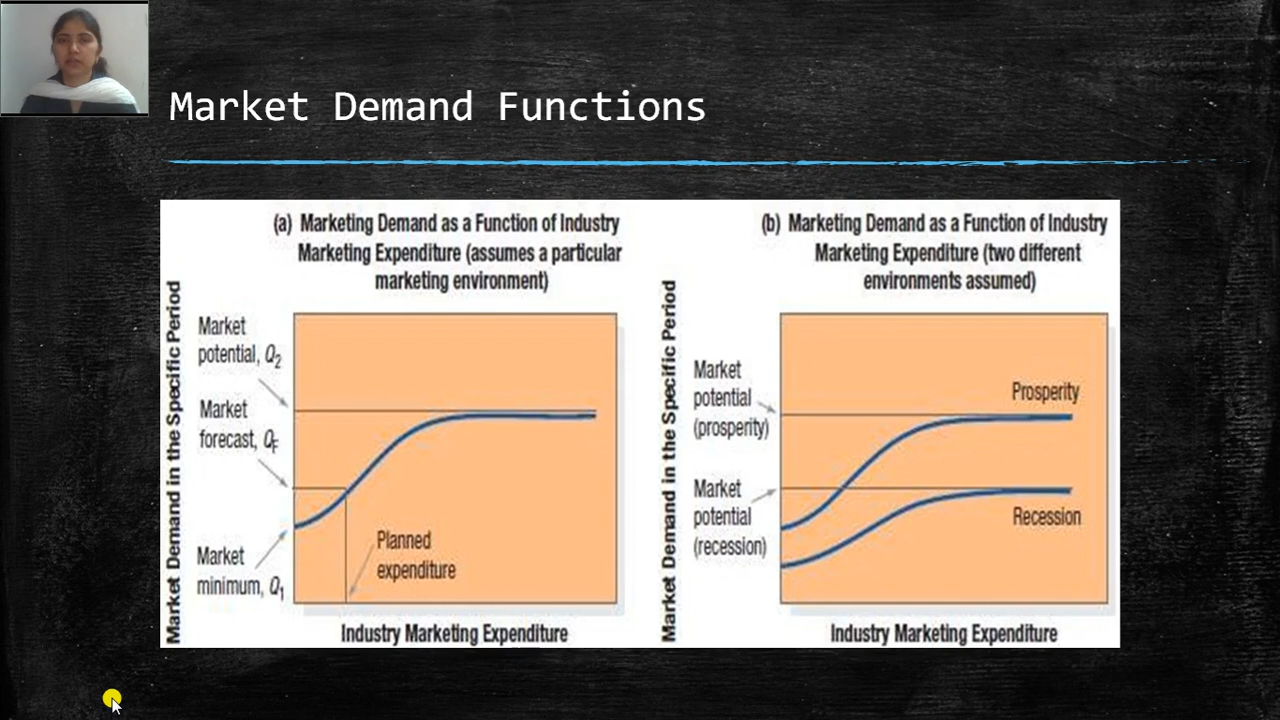 Market Demand Functions
(a) Marketing Demand as a Function of Industry
Marketing Expenditure (assumes a particular
marketing environment)
Market Demand in the Specific Period
Market
potential, Q2
Market
forecast, QF
Market
minimum, Q1
Planned
expenditure
Industry Marketing Expenditure
(b) Marketing Demand as a Function of Industry
Marketing Expenditure (two different
environments assumed)
Market Demand in the Specific Period
Market
potential
(prosperity)
Market
potential
(recession)
Prosperity
Recession
Industry Marketing Expenditure